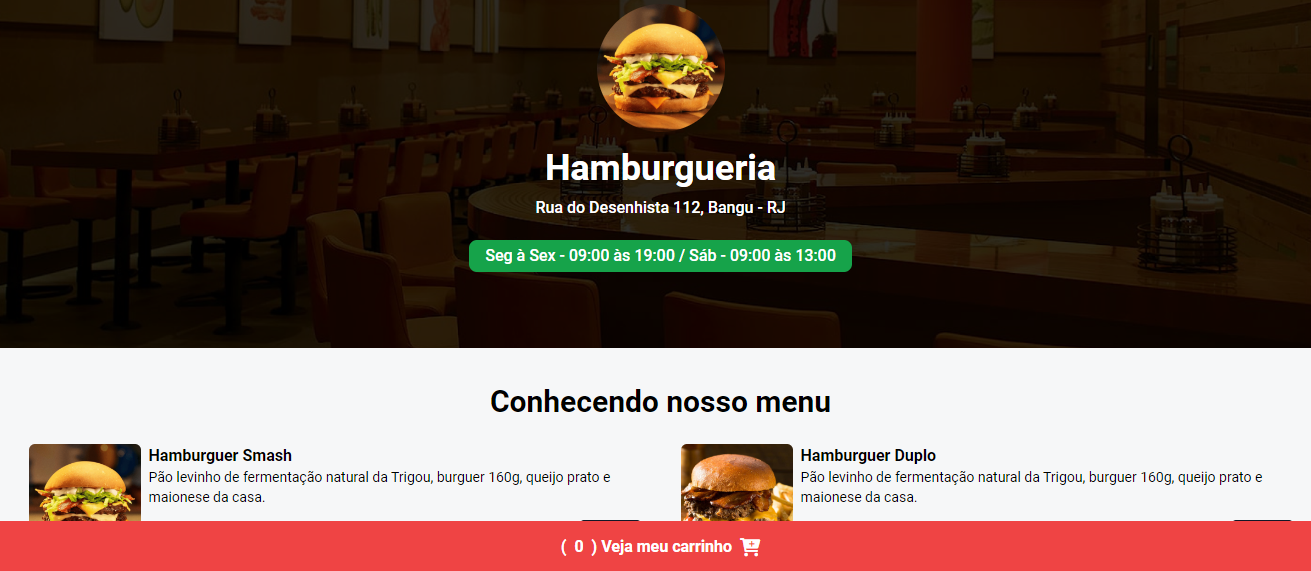 Hamburgueria
Rua do Desenhista 112, Bangu - RJ
Seg à Sex - 09:00 às 19:00 / Sáb - 09:00 às 13:00
Conhecendo nosso menu
Hamburguer Smash
Pão levinho de fermentação natural da Trigou, burguer 160g, queijo prato e
maionese da casa.
Hamburguer Duplo
Pão levinho de fermentação natural da Trigou, burguer 160g, queijo prato e
maionese da casa.
( 0 ) Veja meu carrinho